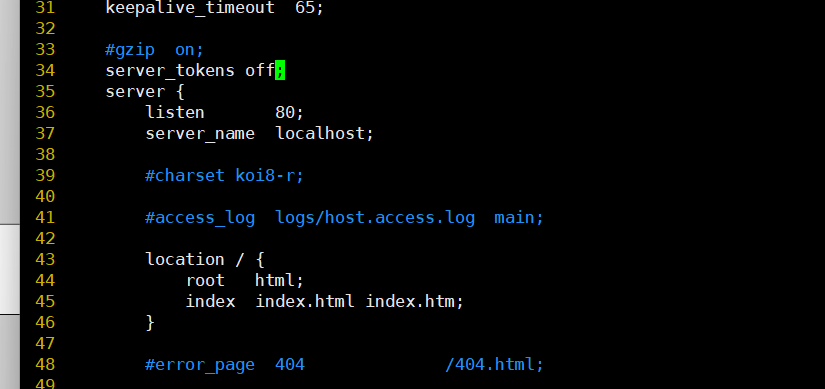 31     keepalive_timeout  65;
32
33     #gzip  on;
34     server_tokens off;
35     server {
36         listen       80;
37         server_name  localhost;
38
39         #charset koi8-r;
40
41         #access_log  logs/host.access.log  main;
42
43         location / {
44             root   html;
45             index  index.html index.htm;
46         }
47
48         #error_page  404              /404.html;
49